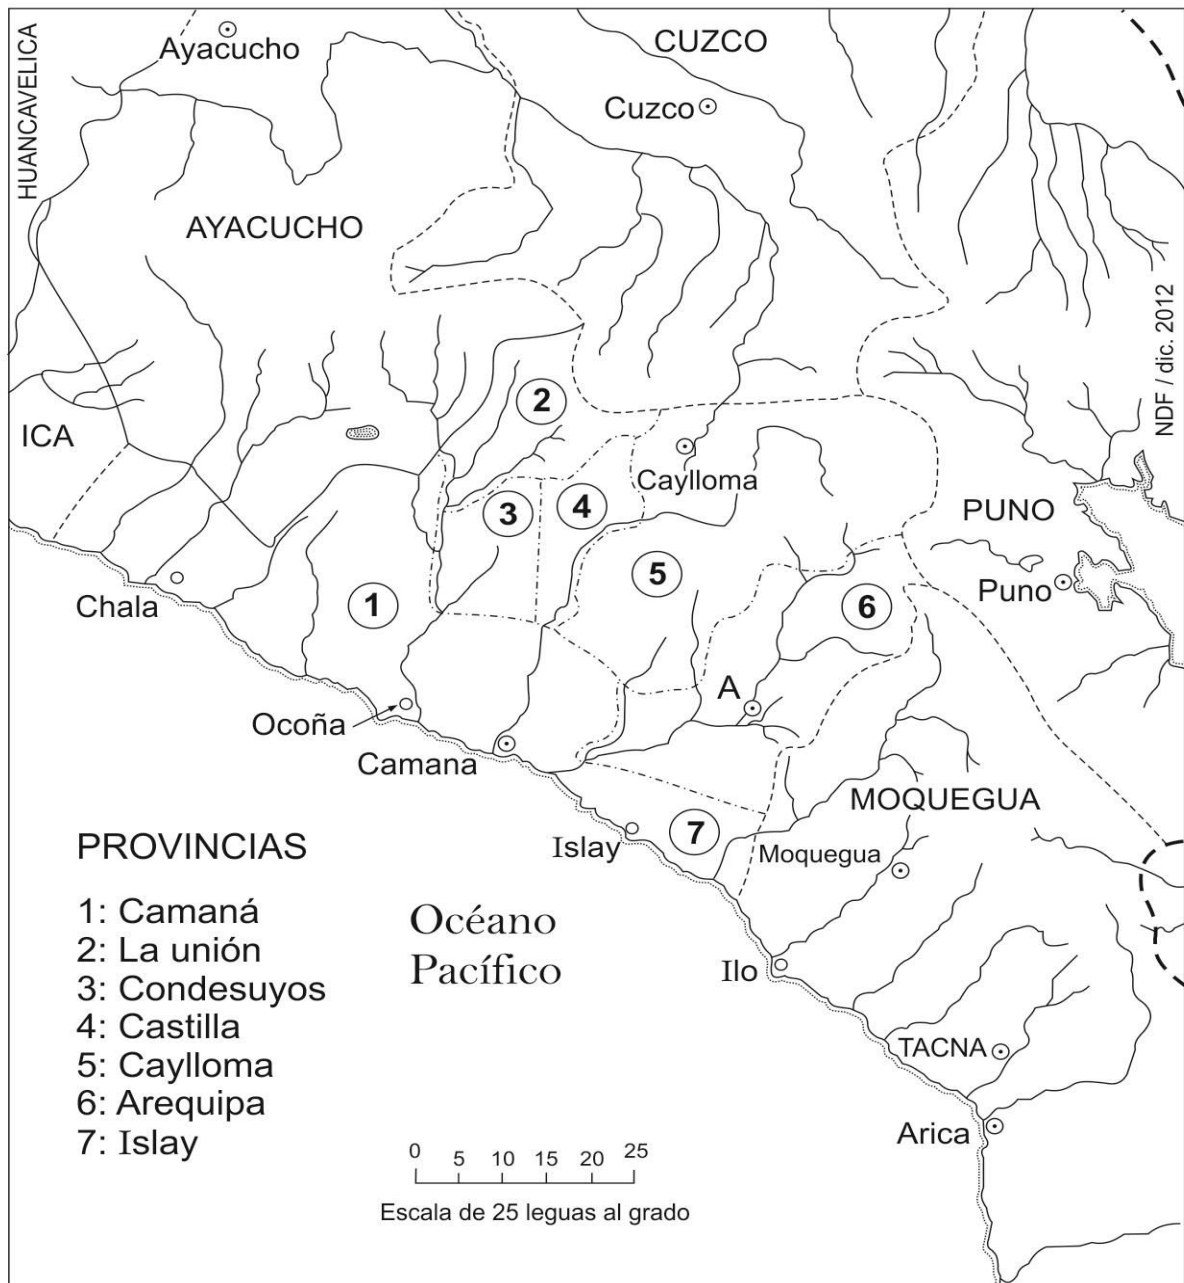 HUANCAVELICA
Ayacucho
CUZCO
Cuzco
AYACUCHO
NDF / dic. 2012
2
ICA
Caylloma
3
4
PUNO
5
Chala
1
6
Puno
A
Ocoña
Camana
MOQUEGUA
Islay
7
Moquegua
PROVINCIAS
1: Camaná
2: La unión
3: Condesuyos
4: Castilla
5: Caylloma
6: Arequipa
7: Islay
Océano
Pacífico
Ilo
TACNA
Arica
0 5 10 15 20 25
Escala de 25 leguas al grado